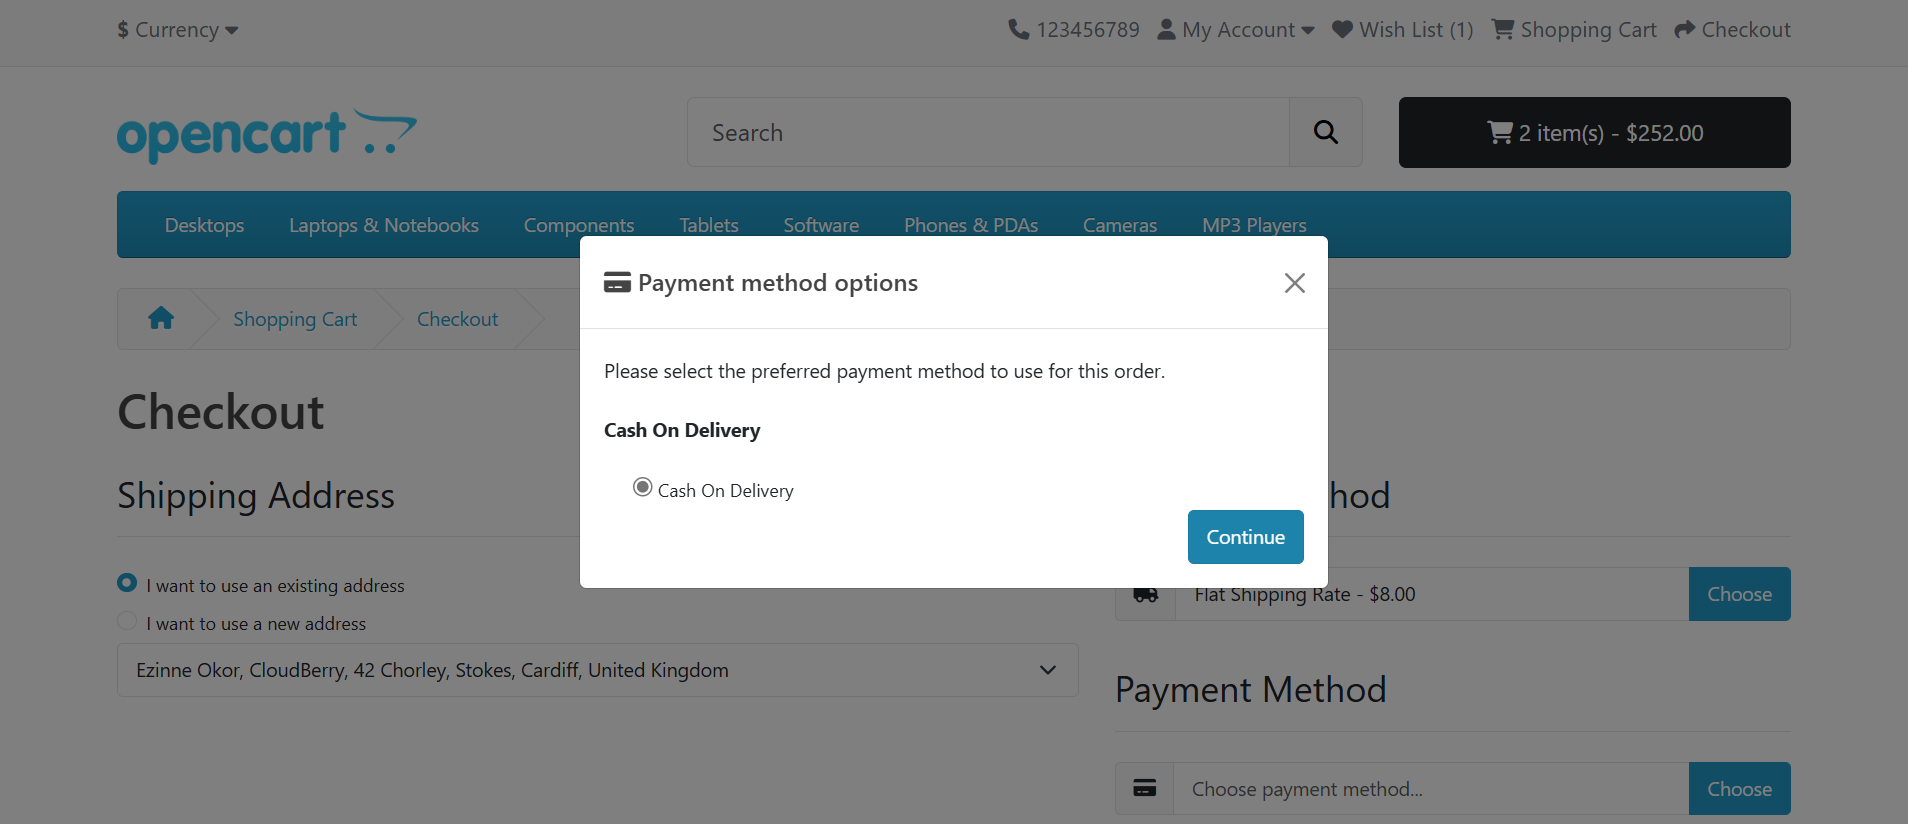 $ Currency
123456789 My Account Wish List (1) Shopping Cart Checkout
opencart
Search
2 item(s) - $252.00
Desktops Laptops & Notebooks Components Tablets Software Phones & PDAs Cameras MP3 Players
Payment method options
Shopping Cart Checkout
Please select the preferred payment method to use for this order.
Checkout
Cash On Delivery
Cash On Delivery
Continue
Shipping Address
hod
I want to use an existing address
Flat Shipping Rate - $8.00 Choose
I want to use a new address
Ezinne Okor, CloudBerry, 42 Chorley, Stokes, Cardiff, United Kingdom
Payment Method
Choose payment method... Choose